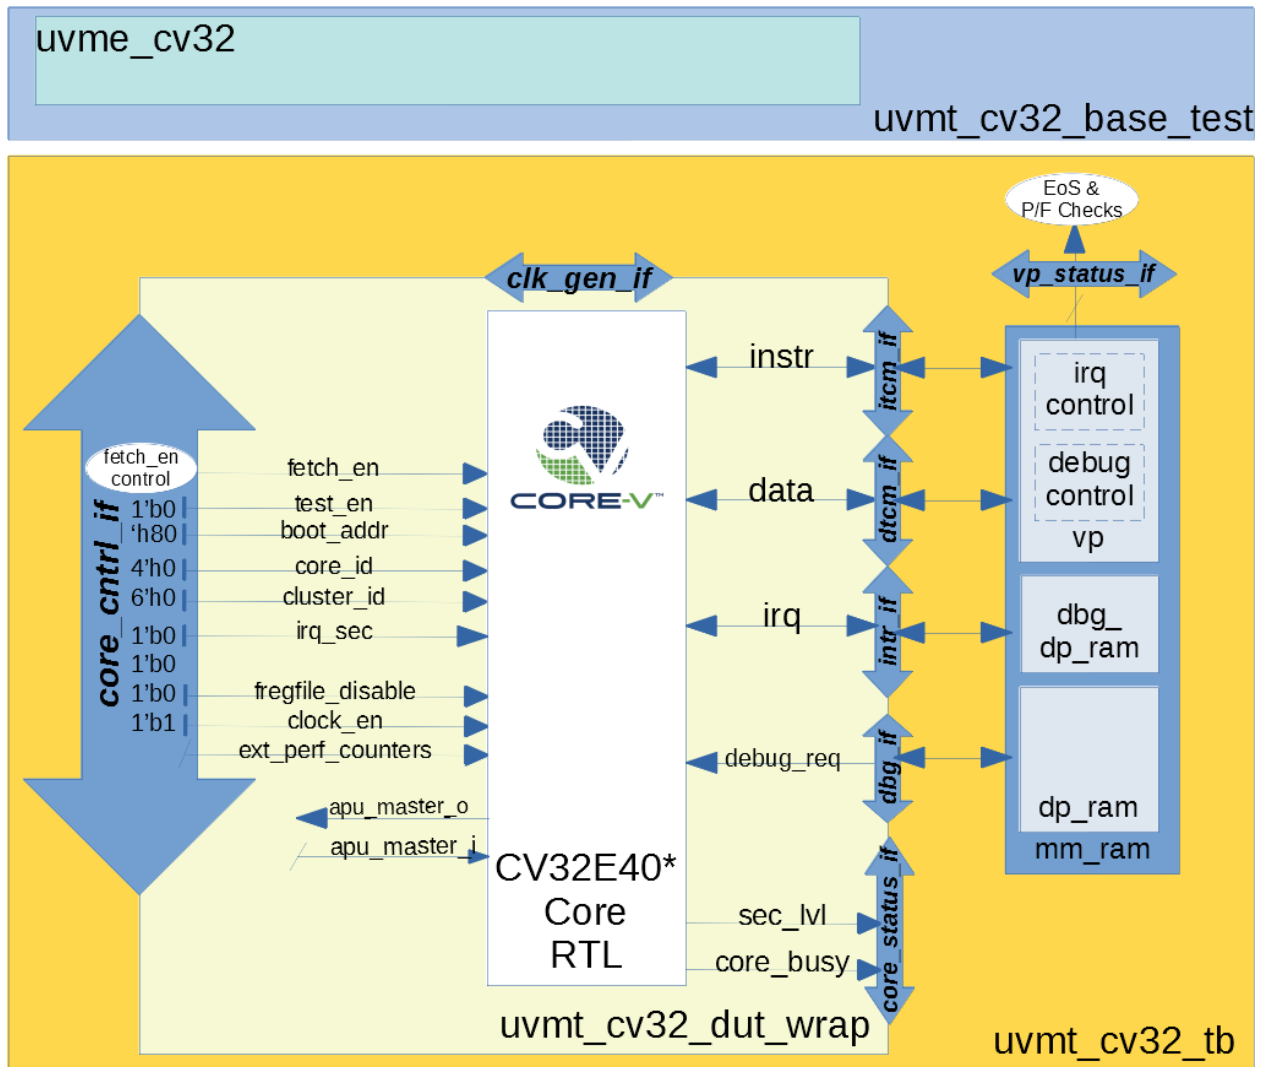 uvme_cv32
uvmt_cv32_base_test
EoS &
P/F Checks
vp_status_if
clk_gen_if
core_cntrl_if
fetch_en
control
1'b0
‘h80
4'h0
6'h0
1'b0
1'b0
1'b0
1'b1
fetch_en
test_en
boot_addr
core_id
cluster_id
irq_sec
fregfile_disable
clock_en
ext_perf_counters
apu_master_o
apu_master_i
CORE-V™
CV32E40*
Core
RTL
instr
data
irq
debug_req
sec_lvl
core_busy
itcm_if
dtcm_if
intr_if
dbg_if
core_status_if
irq
control
debug
control
vp
dbg_
dp_ram
dp_ram
mm_ram
uvmt_cv32_dut_wrap
uvmt_cv32_tb